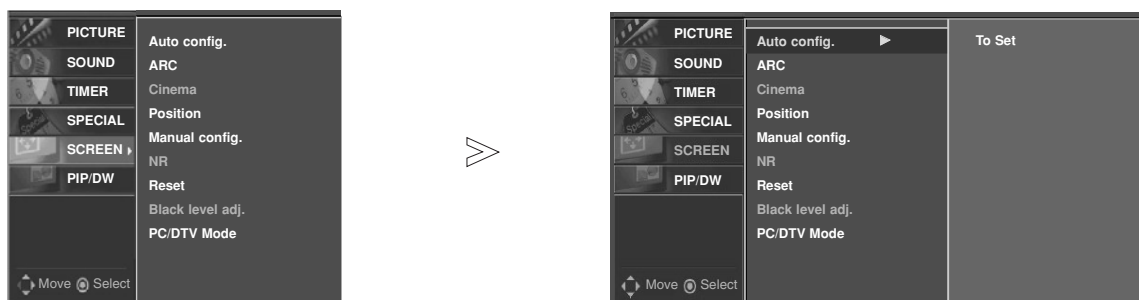 PICTURE
SOUND
TIMER
SPECIAL
SCREEN
PIP/DW
Move Select
Auto config.
ARC
Cinema
Position
Manual config.
NR
Reset
Black level adj.
PC/DTV Mode
PICTURE
SOUND
TIMER
SPECIAL
SCREEN
PIP/DW
Move Select
Auto config. ▶
ARC
Cinema
Position
Manual config.
NR
Reset
Black level adj.
PC/DTV Mode
To Set